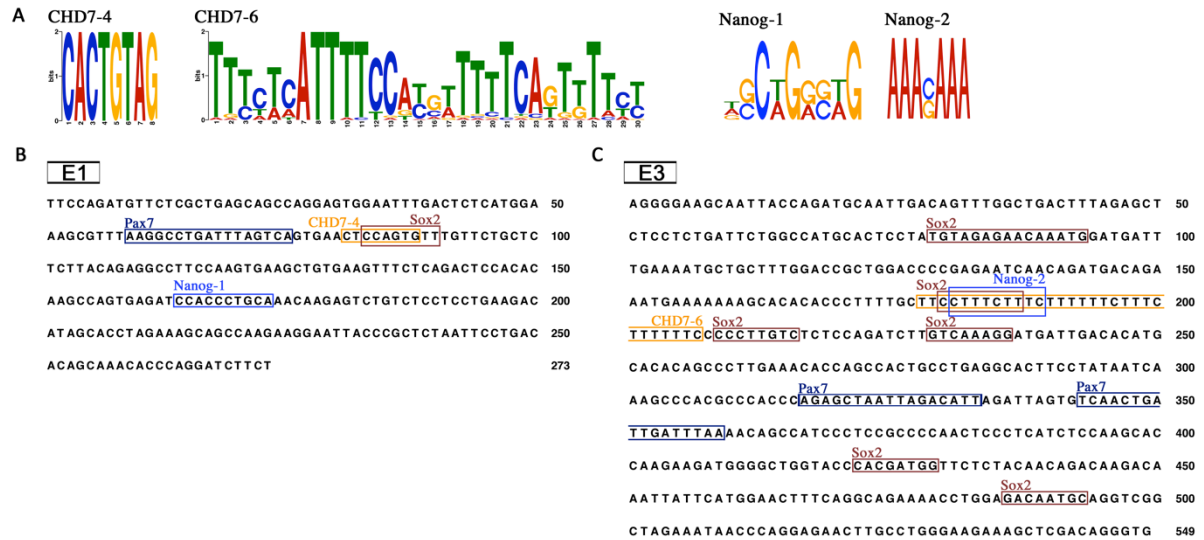 A
CHD7-4
CHD7-6
Nanog-1
Nanog-2
B
E1
TTCCAGATGTTCTCGCTGAGCAGCCAGGAGTGGAATTTGACTCTCATGGA 50
Pax7
CHD7-4
Sox2
AAGCGTTTAAGGCCTGATTTAGTCAGTGAACTCCAGTGTTTGTTCTGCTC 100
TCTTACAGAGGCCTTCCAAGTGAAGCTGTGAAGTTTCTCAGACTCCACAC 150
Nanog-1
AAGCCAGTGAGATCCACCCTGCAAACAAGAGTCTGTCTCCTCCTGAAGAC 200
ATAGCACCTAGAAAGCAGCCAAGAAGGAATTACCCGCTCTAATTCCTGAC 250
ACAGCAAACACCCAGGATCTTCT 273
C
E3
AGGGGAAGCAATTACCAGATGCAATTGACAGTTTGGCTGACTTTAGAGCT 50
Sox2
CTCCTCTGATTCTGGCCATGCACTCCTATGTAGAGAACAAATGGATGATT 100
TGAAAATGCTGCTTTGGACCGCTGGACCCCGAGAATCAACAGATGACAGA 150
Sox2
Nanog-2
AATGAAAAAAAGCACACACCCTTTTGCTTCCTTTCTTTCTTTTTTCTTTC 200
CHD7-6
Sox2
Sox2
TTTTTTCCCCCTTGTCTCTCCAGATCTTGTCAAAGGATGATTGACACATG 250
CACACAGCCCTTGAAACACCAGCCACTGCCTGAGGCACTTCCTATAATCA 300
Pax7
Pax7
AAGCCCACGCCCACCCAGAGCTAATTAGACATTAGATTAGTGTCAACTGA 350
TTGATTTAAAACAGCCATCCCTCCGCCCCAACTCCCTCATCTCCAAGCAC 400
Sox2
CAAGAAGATGGGGCTGGTACCCACGATGGTTCTCTACAACAGACAAGACA 450
Sox2
AATTATTCATGGAACTTTCAGGCAGAAAACCTGGAGACAATGCAGGTCGG 500
CTAGAAATAACCCAGGAGAACTTGCCTGGGAAGAAAGCTCGACAGGGTG 549